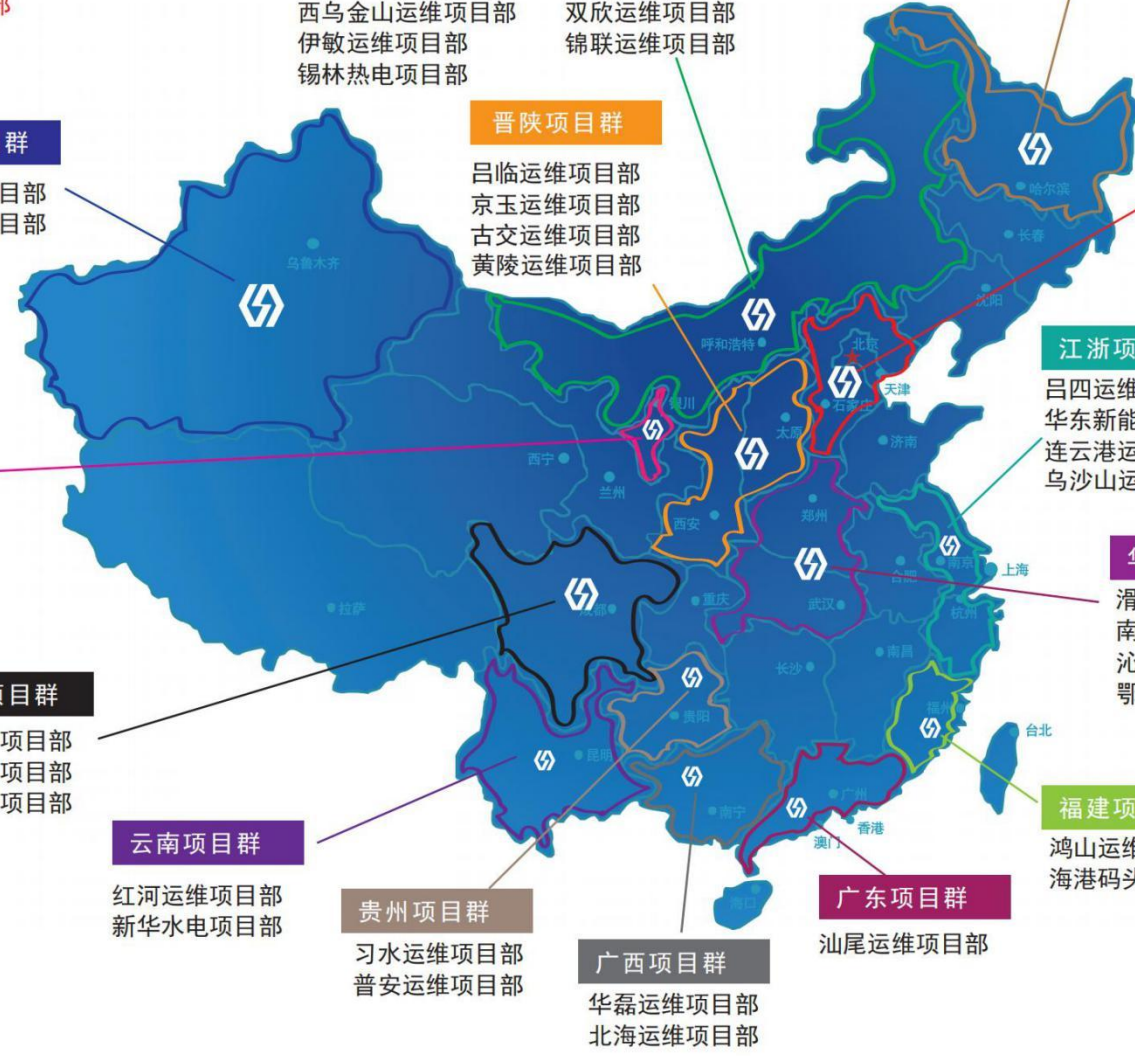 部
西乌金山运维项目部
伊敏运维项目部
锡林热电项目部
双欣运维项目部
锦联运维项目部
群
目部
目部
晋陕项目群
吕临运维项目部
京玉运维项目部
古交运维项目部
黄陵运维项目部
哈尔滨
长春
沈阳
乌鲁木齐
呼和浩特
北京
天津
石家庄
银川
太原
济南
西宁
兰州
西安
郑州
江浙项
吕四运维
华东新能
连云港运
乌沙山运
合肥
南京
上海
杭州
成都
重庆
武汉
拉萨
长沙
南昌
滑
南
沁
鄂
项目群
项目部
项目部
项目部
贵阳
福州
台北
昆明
南宁
广州
香港
澳门
海口
福建项
鸿山运维
海港码头
云南项目群
红河运维项目部
新华水电项目部
贵州项目群
习水运维项目部
普安运维项目部
广西项目群
华磊运维项目部
北海运维项目部
广东项目群
汕尾运维项目部